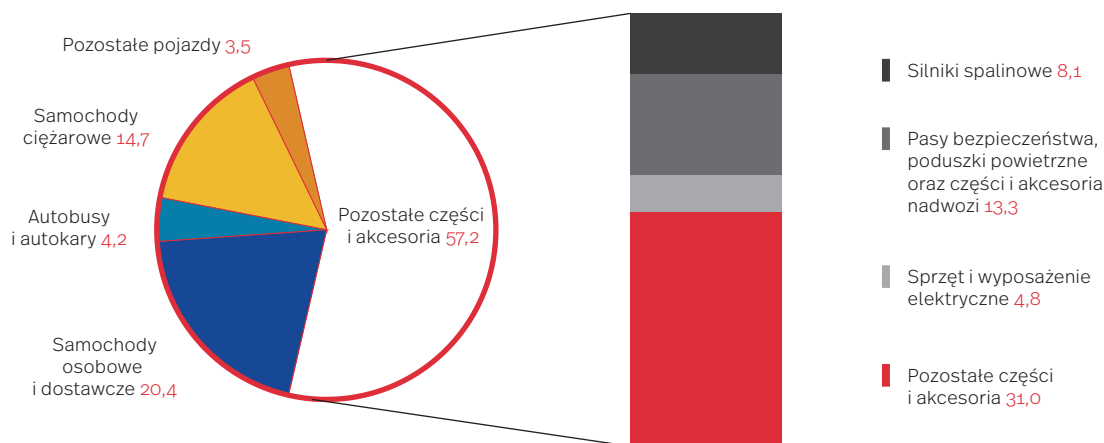 Pozostałe pojazdy 3,5
Samochody
ciężarowe 14,7
Autobusy
i autokary 4,2
Samochody
osobowe
i dostawcze 20,4
Pozostałe części
i akcesoria 57,2
Silniki spalinowe 8,1
Pasy bezpieczeństwa,
poduszki powietrzne
oraz części i akcesoria
nadwozi 13,3
Sprzęt i wyposażenie
elektryczne 4,8
Pozostałe części
i akcesoria 31,0